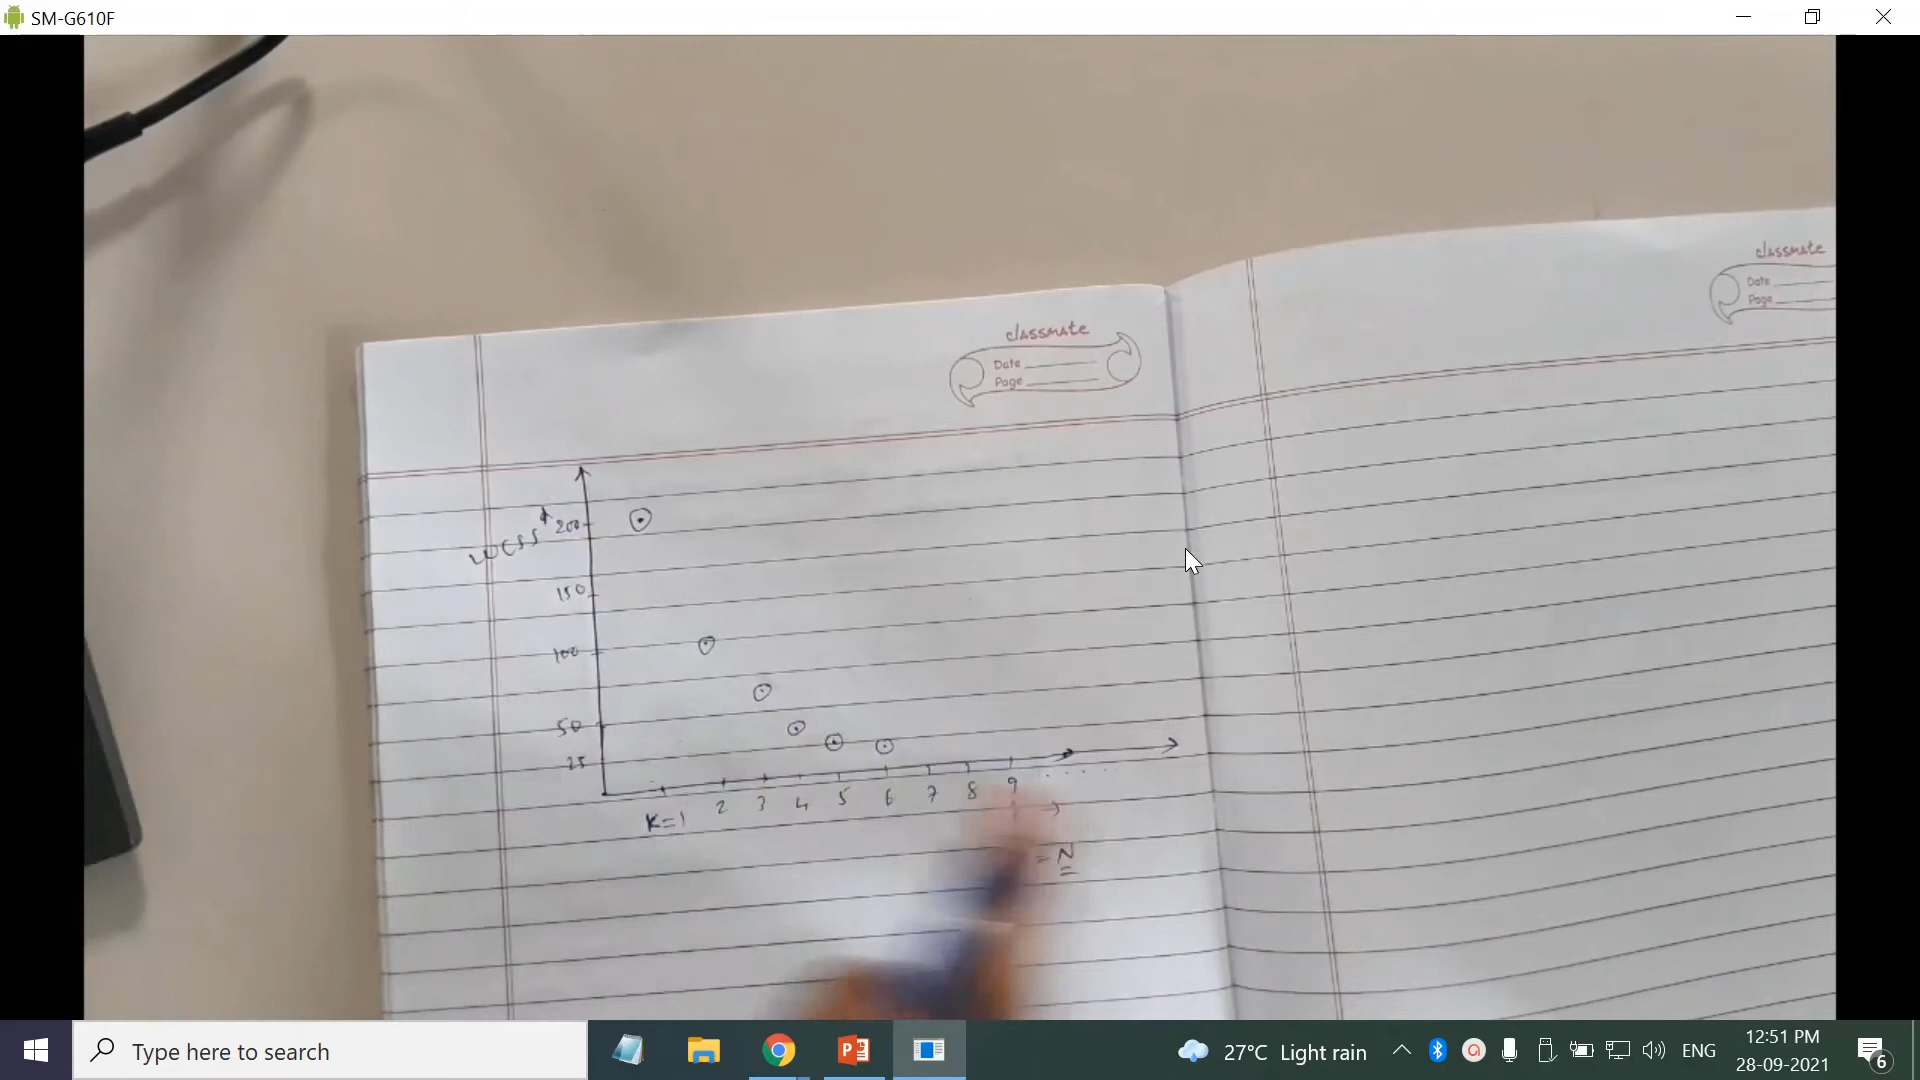 SM-G610F
classmate
Date
Page
classmate
Date
Page
WCSS
200
150
100
50
25
K=1 2 3 4 5 6 7 8 9 .....
= N
Type here to search
27°C Light rain
ENG
12:51 PM
28-09-2021
6